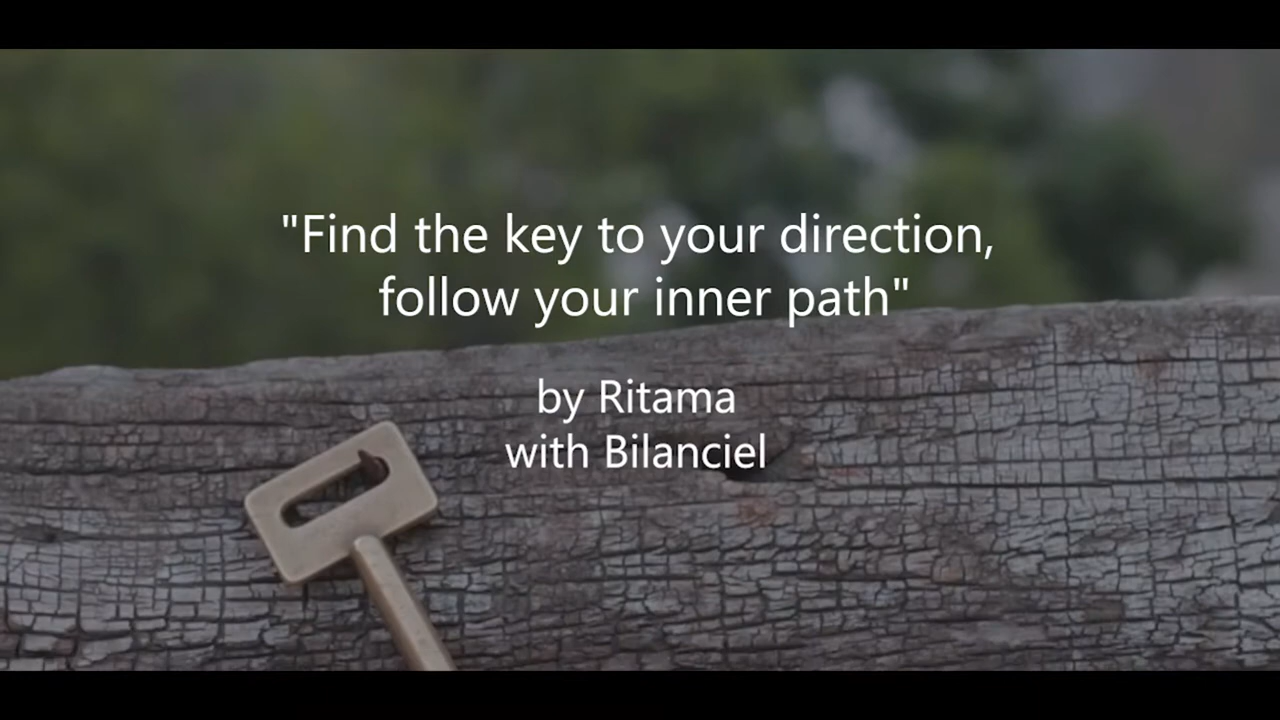 "Find the key to your direction,
follow your inner path"
by Ritama
with Bilanciel